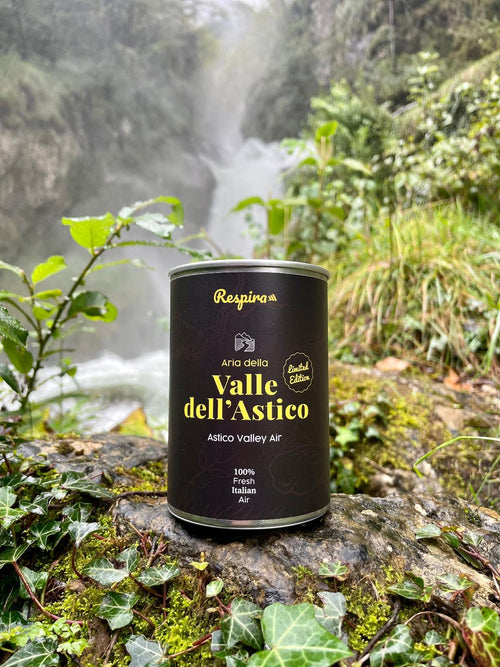 Respira
Aria della
Limited
Edition
Valle
dell'Astico
Astico Valley Air
100%
Fresh
Italian
Air